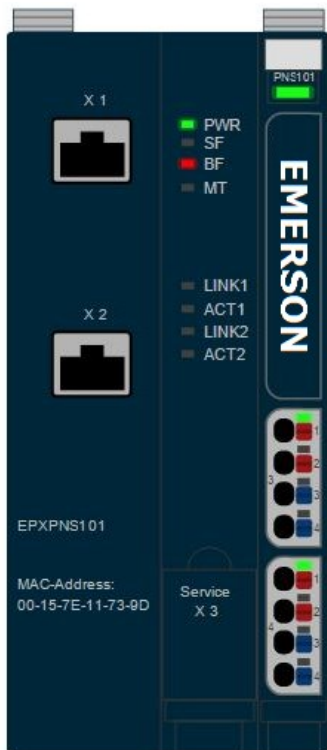 PNS101
X 1
PWR
SF
BF
MT
EMERSON
LINK1
ACT1
LINK2
ACT2
X 2
1
2
3
3
4
EPXPNS101
MAC-Address:
00-15-7E-11-73-9D
Service
X 3
1
2
4
3
4